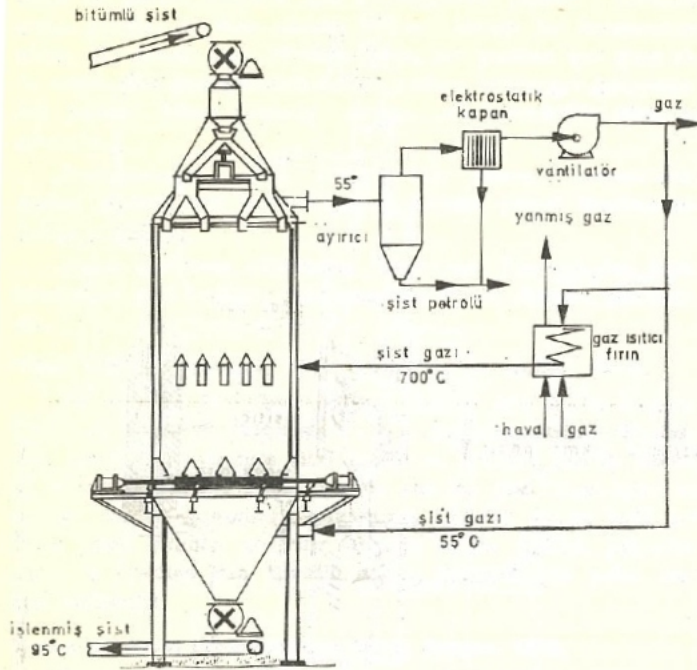 bitümlü şist
elektrostatik
kapan
gaz
vantilatör
55°
ayırıcı
yanmış gaz
şist petrolü
gaz ısıtıcı
fırın
şist gazı
700°C
hava
gaz
şist gazı
55°C
işlenmiş şist
95°C